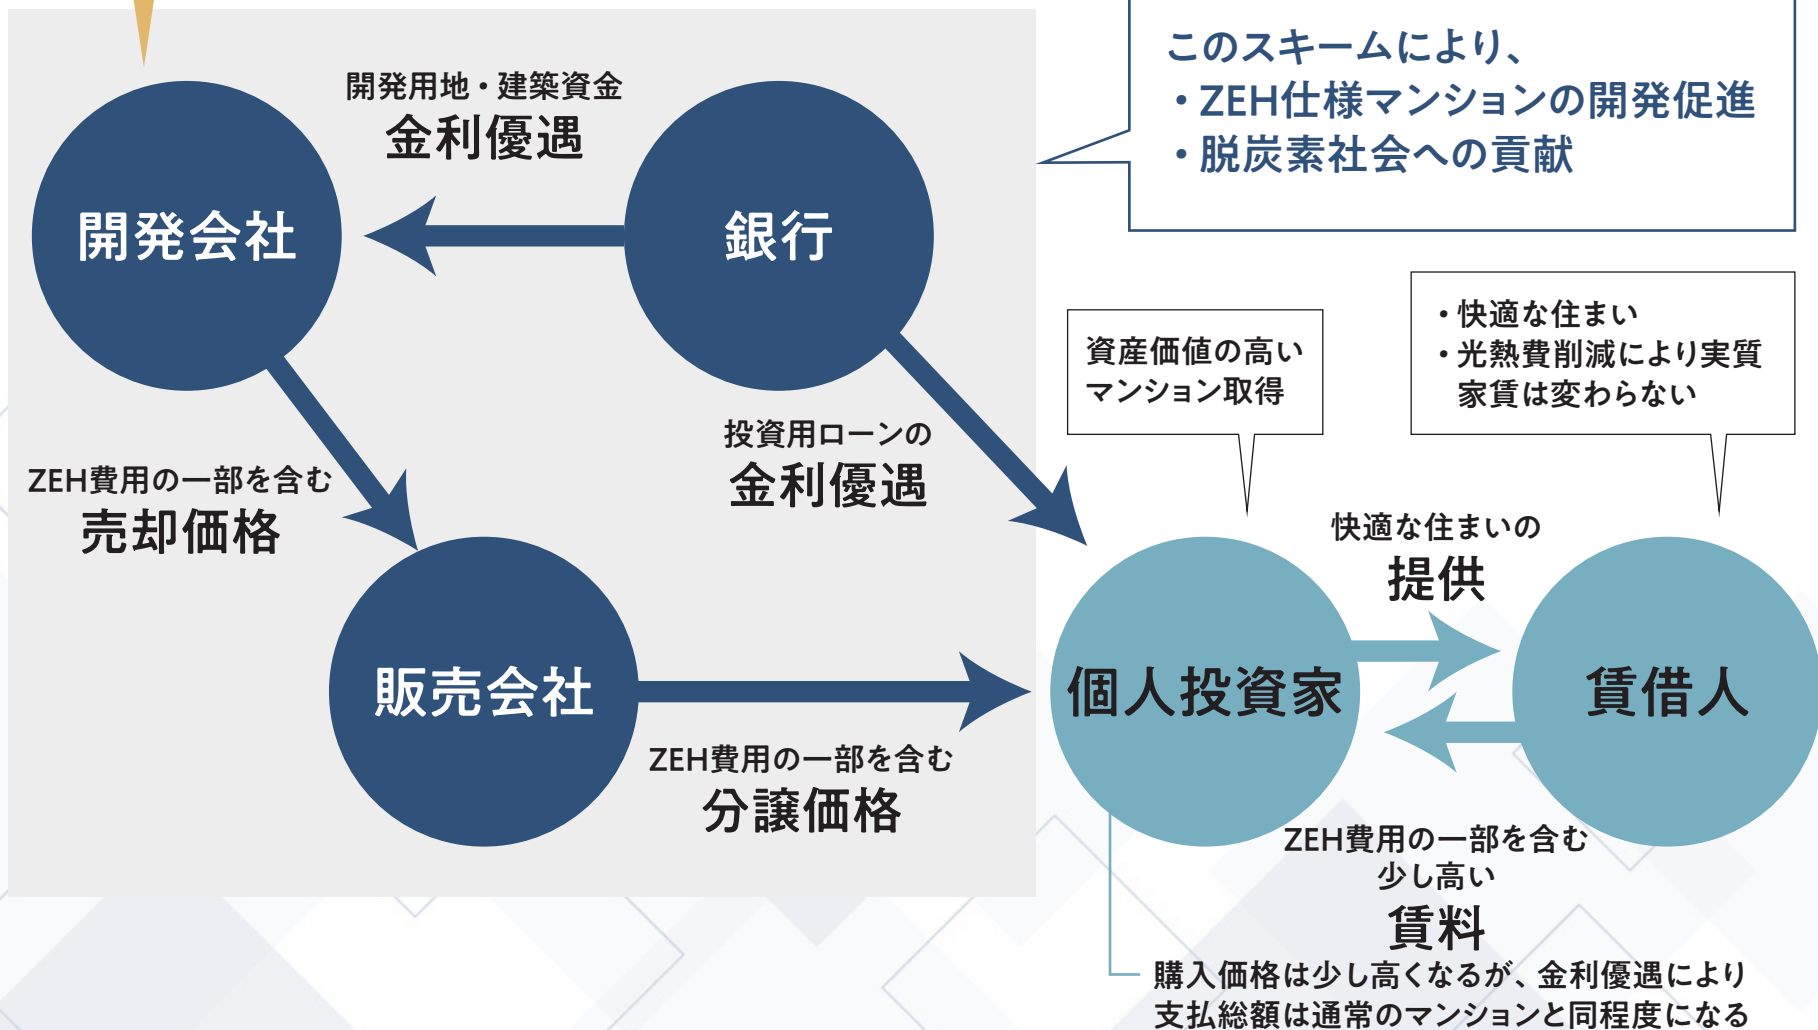 このスキームにより、
・ZEH仕様マンションの開発促進
・脱炭素社会への貢献
開発用地・建築資金
金利優遇
開発会社
銀行
資産価値の高い
マンション取得
・快適な住まい
・光熱費削減により実質
家賃は変わらない
投資用ローンの
金利優遇
ZEH費用の一部を含む
売却価格
快適な住まいの
提供
販売会社
個人投資家
賃借人
ZEH費用の一部を含む
分譲価格
ZEH費用の一部を含む
少し高い
賃料
購入価格は少し高くなるが、金利優遇により
支払総額は通常のマンションと同程度になる